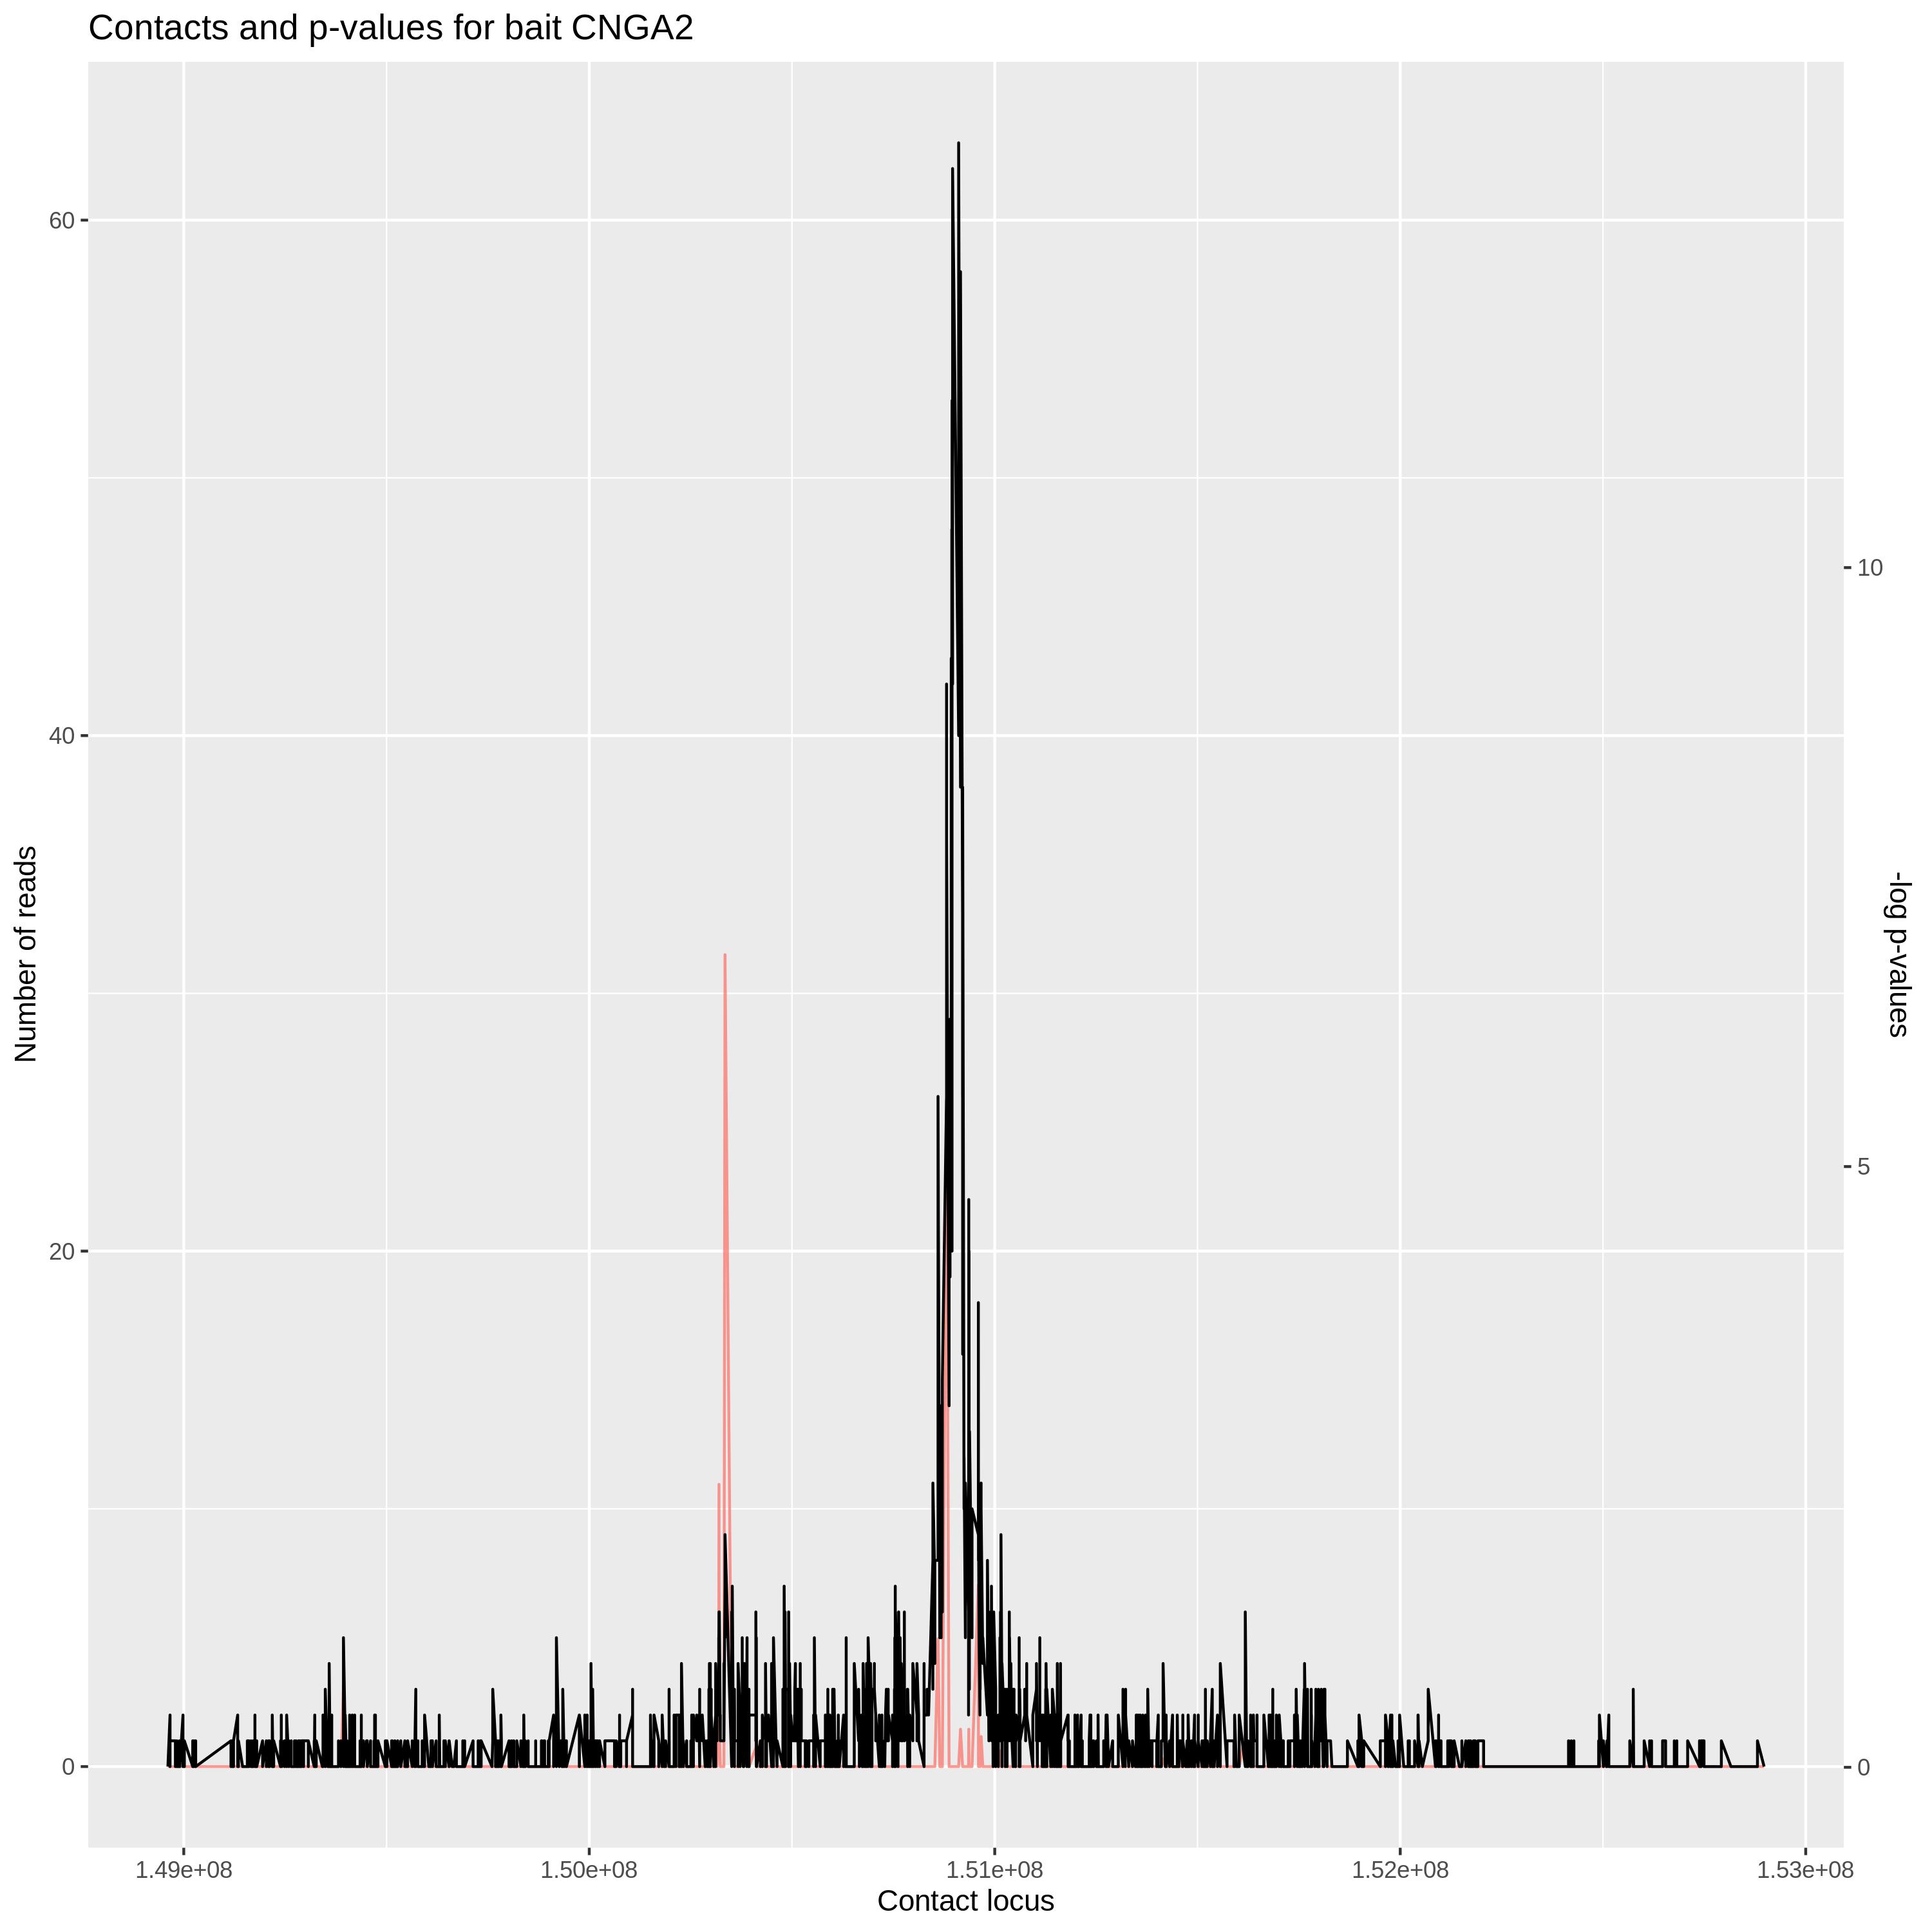 Contacts and p-values for bait CNGA2
60
40
20
0
Number of reads
10
5
0
-log p-values
1.49e+08 1.50e+08 1.51e+08 1.52e+08 1.53e+08
Contact locus